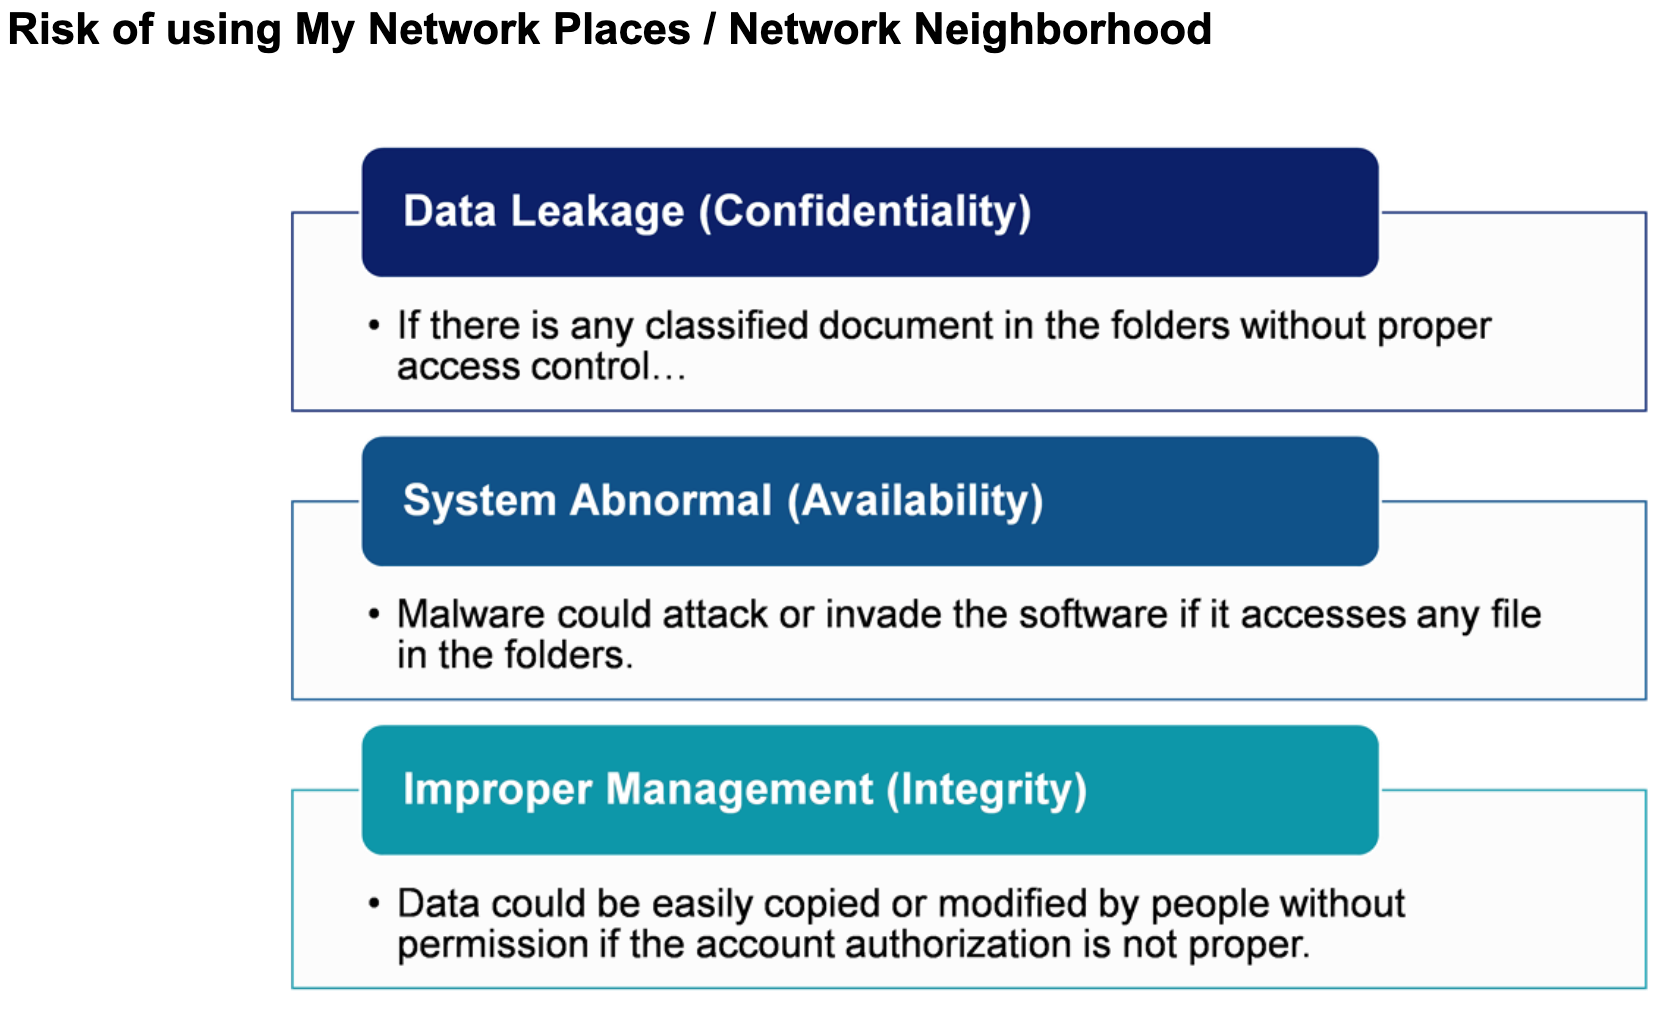 Risk of using My Network Places / Network Neighborhood
Data Leakage (Confidentiality)
• If there is any classified document in the folders without proper
access control…
System Abnormal (Availability)
• Malware could attack or invade the software if it accesses any file
in the folders.
Improper Management (Integrity)
• Data could be easily copied or modified by people without
permission if the account authorization is not proper.